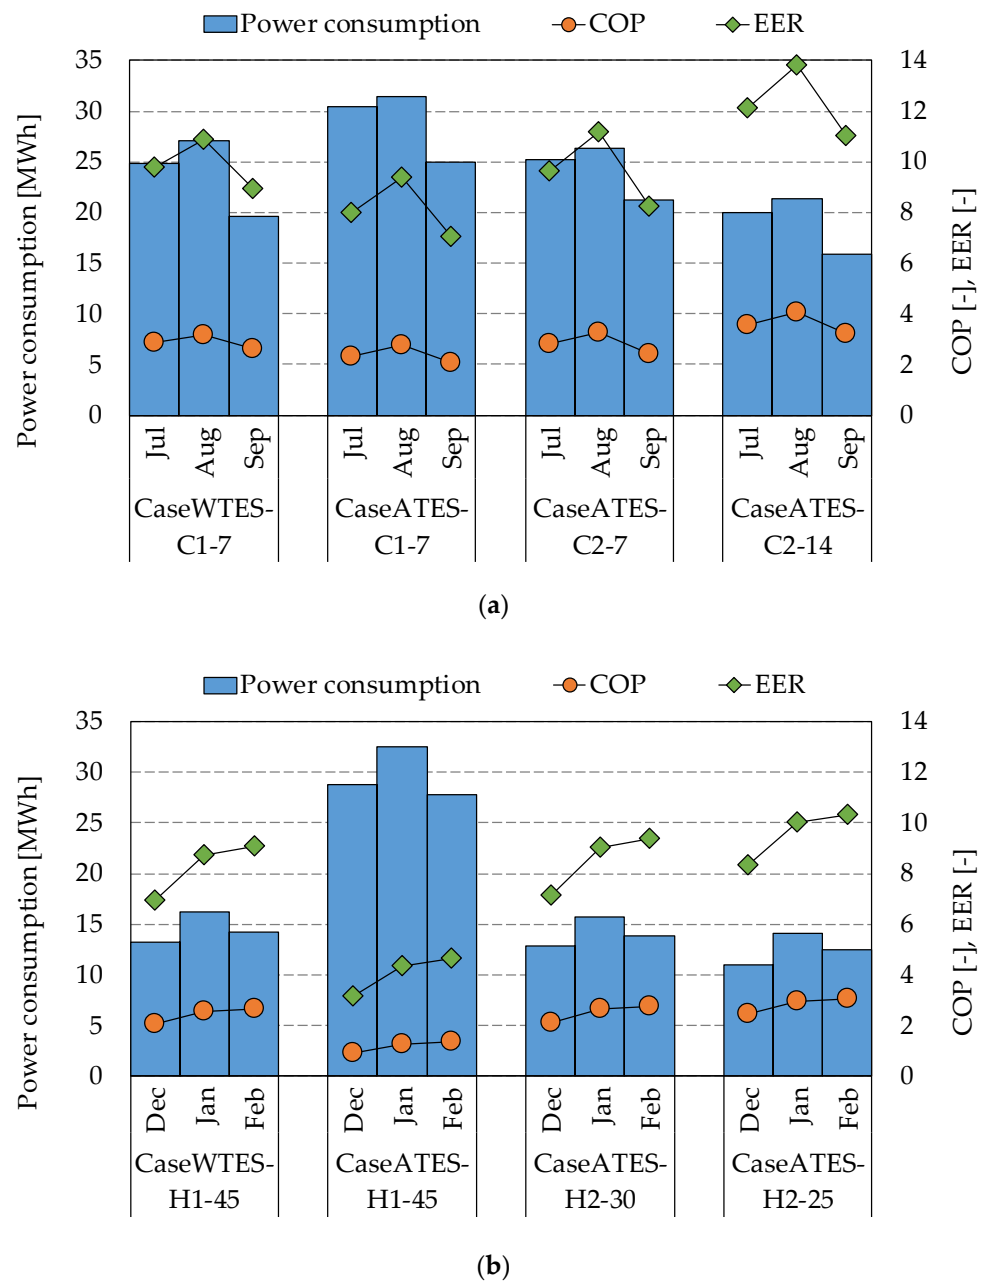 Power consumption COP EER
Power consumption [MWh]
35
30
25
20
15
10
5
0
14
12
10
8
6
4
2
0
COP [-], EER [-]
Jul Aug Sep Jul Aug Sep Jul Aug Sep Jul Aug Sep
CaseWTES- CaseATES- CaseATES- CaseATES-
C1-7 C1-7 C2-7 C2-14
(a)
Power consumption COP EER
Power consumption [MWh]
35
30
25
20
15
10
5
0
14
12
10
8
6
4
2
0
COP [-], EER [-]
Dec Jan Feb Dec Jan Feb Dec Jan Feb Dec Jan Feb
CaseWTES- CaseATES- CaseATES- CaseATES-
H1-45 H1-45 H2-30 H2-25
(b)